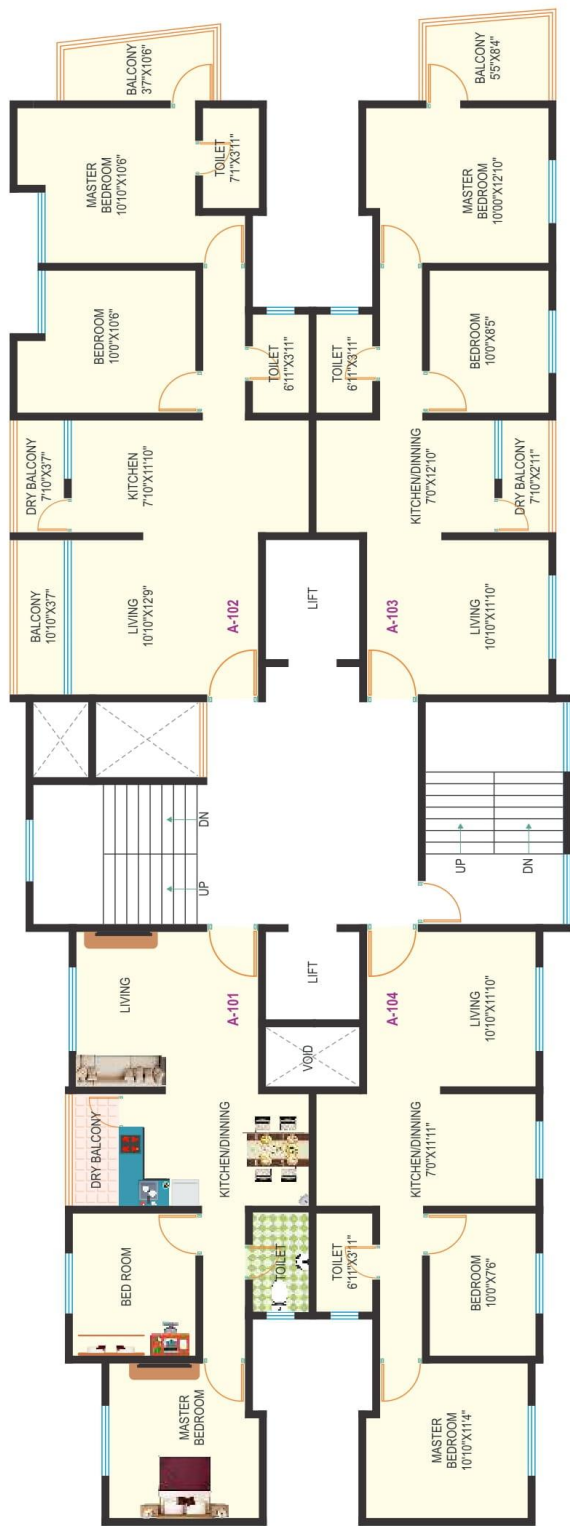 BALCONY
3'7"X10'6"
MASTER
BEDROOM
10'10"X10'6"
TOILET
7'1"X3'11"
BEDROOM
10'0"X10'6"
TOILET
6'11"X3'11"
DRY BALCONY
7'10"X3'7"
KITCHEN
7'10"X11'10"
BALCONY
10'10"X3'7"
LIVING
10'10"X12'9"
A-102
BALCONY
5'5"X8'4"
MASTER
BEDROOM
10'00"X12'10"
BEDROOM
10'0"X8'5"
TOILET
6'11"X3'11"
KITCHEN/DINNING
7'0"X12'10"
DRY BALCONY
7'10"X2'11"
LIVING
10'10"X11'10"
A-103
LIFT
DN
UP
UP
DN
LIFT
VOID
LIVING
A-101
DRY BALCONY
KITCHEN/DINNING
BED ROOM
TOILET
MASTER
BEDROOM
A-104
LIVING
10'10"X11'10"
KITCHEN/DINNING
7'0"X11'11"
TOILET
6'11"X3'11"
BEDROOM
10'0"X7'6"
MASTER
BEDROOM
10'10"X11'4"